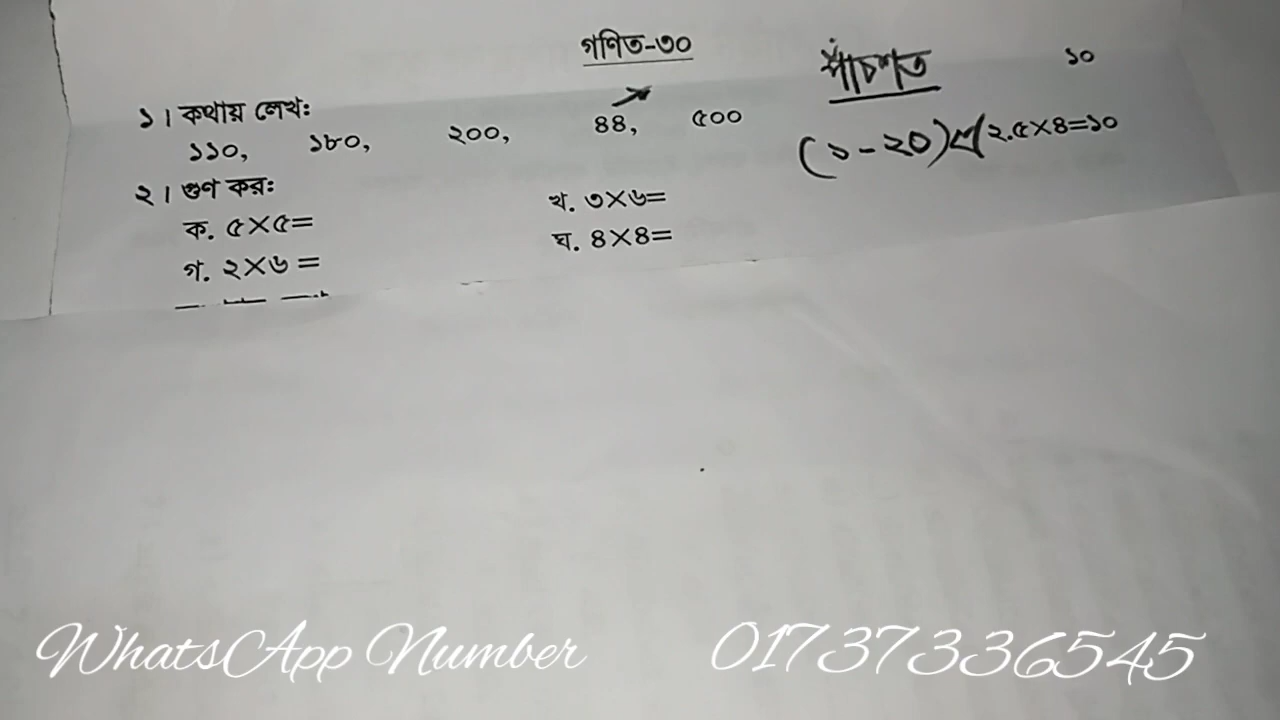 গণিত-৩০
পাঁচশত
১০
১। কথায় লেখঃ
১১০, ১৮০, ২০০, ৪৪, ৫০০
(১-২০)
২.৫×৪=১০
২। গুণ করঃ
ক. ৫×৫= খ. ৩×৬=
গ. ২×৬ = ঘ. ৪×৪=
WhatsApp Number 01737336545